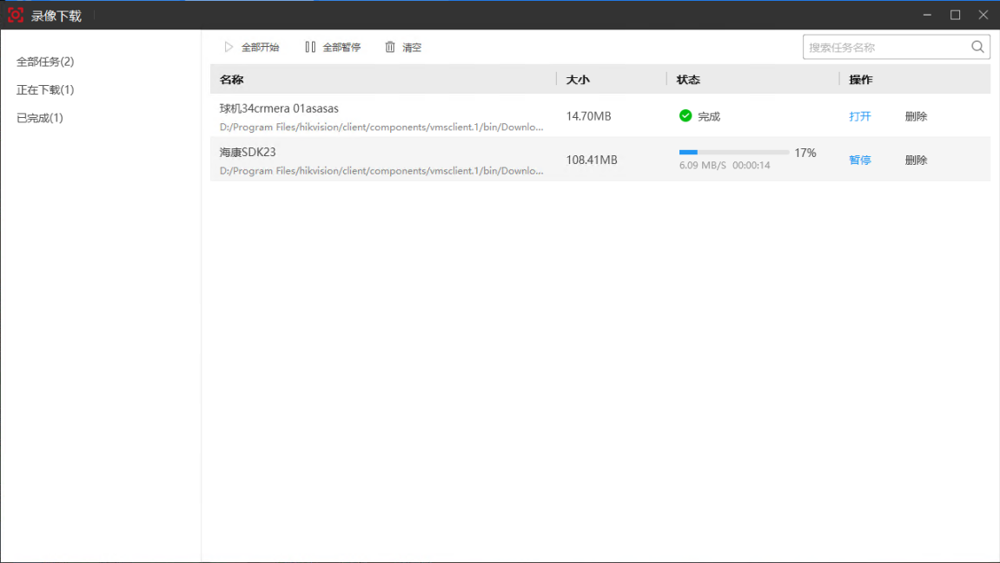 录像下载
全部任务(2)
正在下载(1)
已完成(1)
全部开始 全部暂停 清空
搜索任务名称
名称 大小 状态 操作
球机34crmera 01asasas
D:/Program Files/hikvision/client/components/vmsclient.1/bin/Downlo...
14.70MB 完成 打开 删除
海康SDK23
D:/Program Files/hikvision/client/components/vmsclient.1/bin/Downlo...
108.41MB 17% 暂停 删除
6.09 MB/S 00:00:14